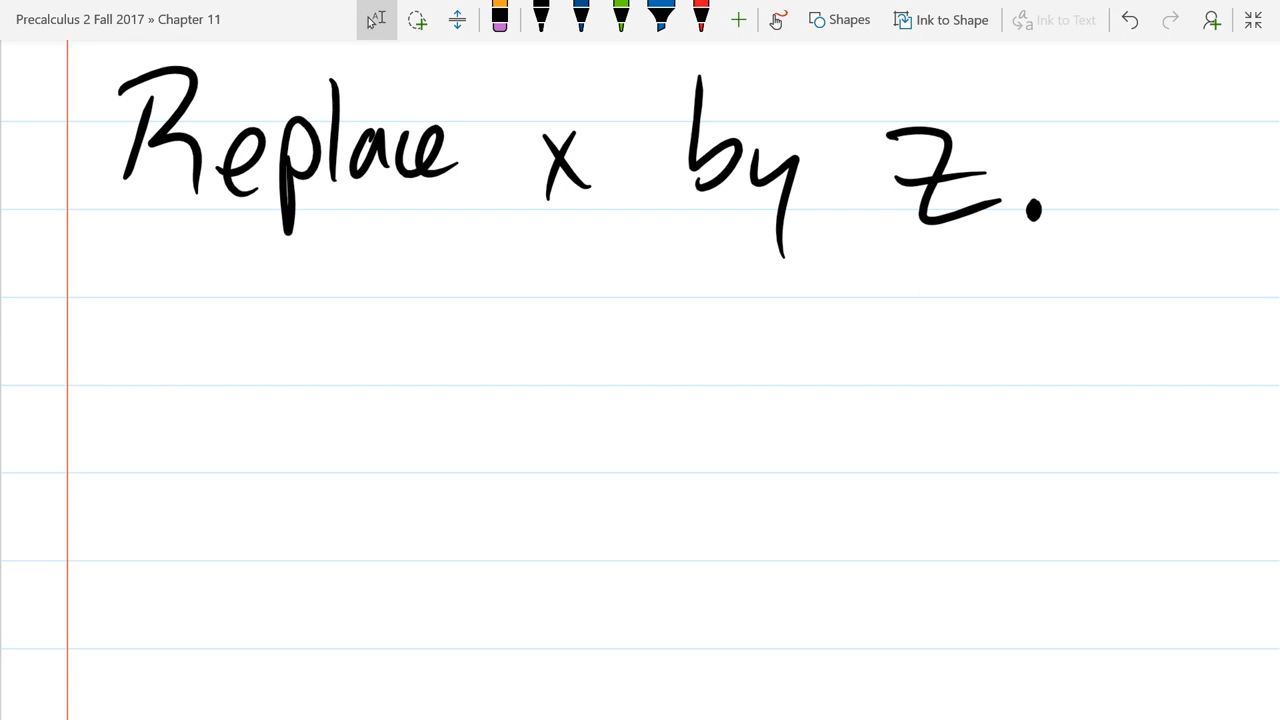 Precalculus 2 Fall 2017 » Chapter 11
Shapes
Ink to Shape
Ink to Text
Replace x by z.